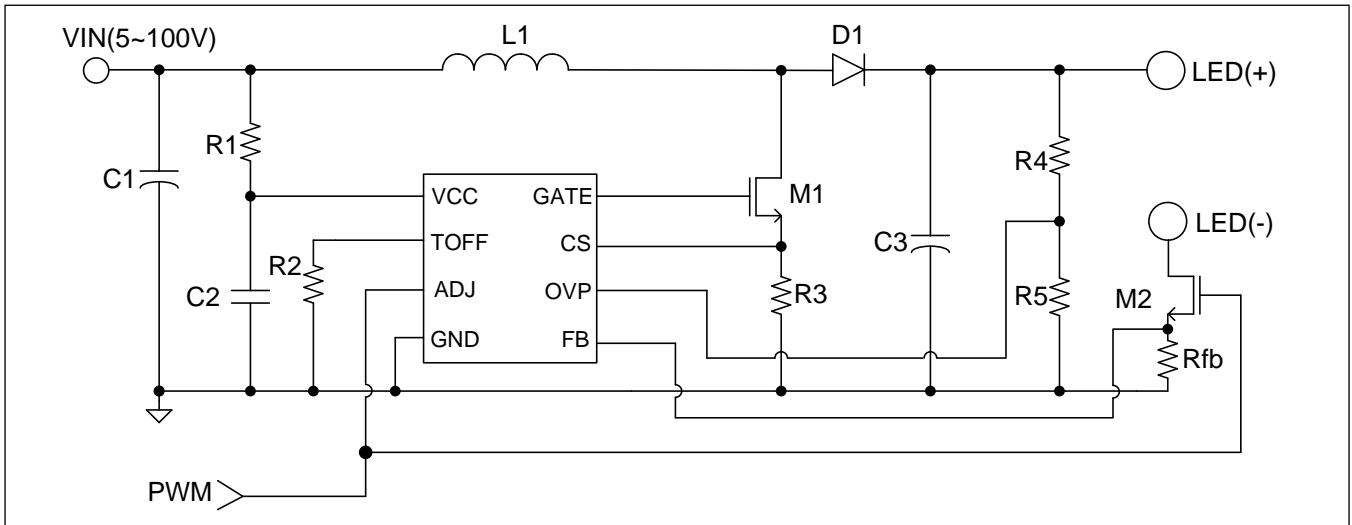 VIN(5~100V)
L1
D1
LED(+)
R1
R4
C1
VCC
GATE
M1
LED(-)
TOFF
CS
C3
R2
ADJ
OVP
R3
R5
M2
C2
GND
FB
Rfb
PWM